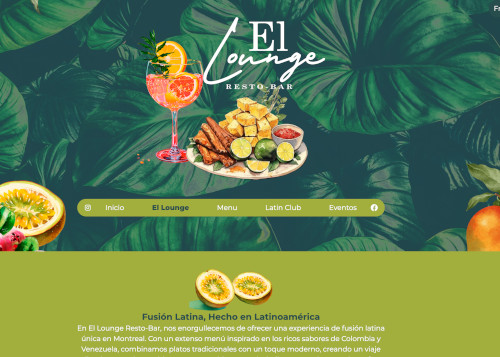 Fr
El
Lounge
RESTO-BAR
Inicio El Lounge Menu Latin Club Eventos
Fusión Latina, Hecho en Latinoamérica
En El Lounge Resto-Bar, nos enorgullecemos de ofrecer una experiencia de fusión latina
única en Montreal. Con un extenso menú inspirado en los ricos sabores de Colombia y
Venezuela, combinamos platos tradicionales con un toque moderno, creando un viaje